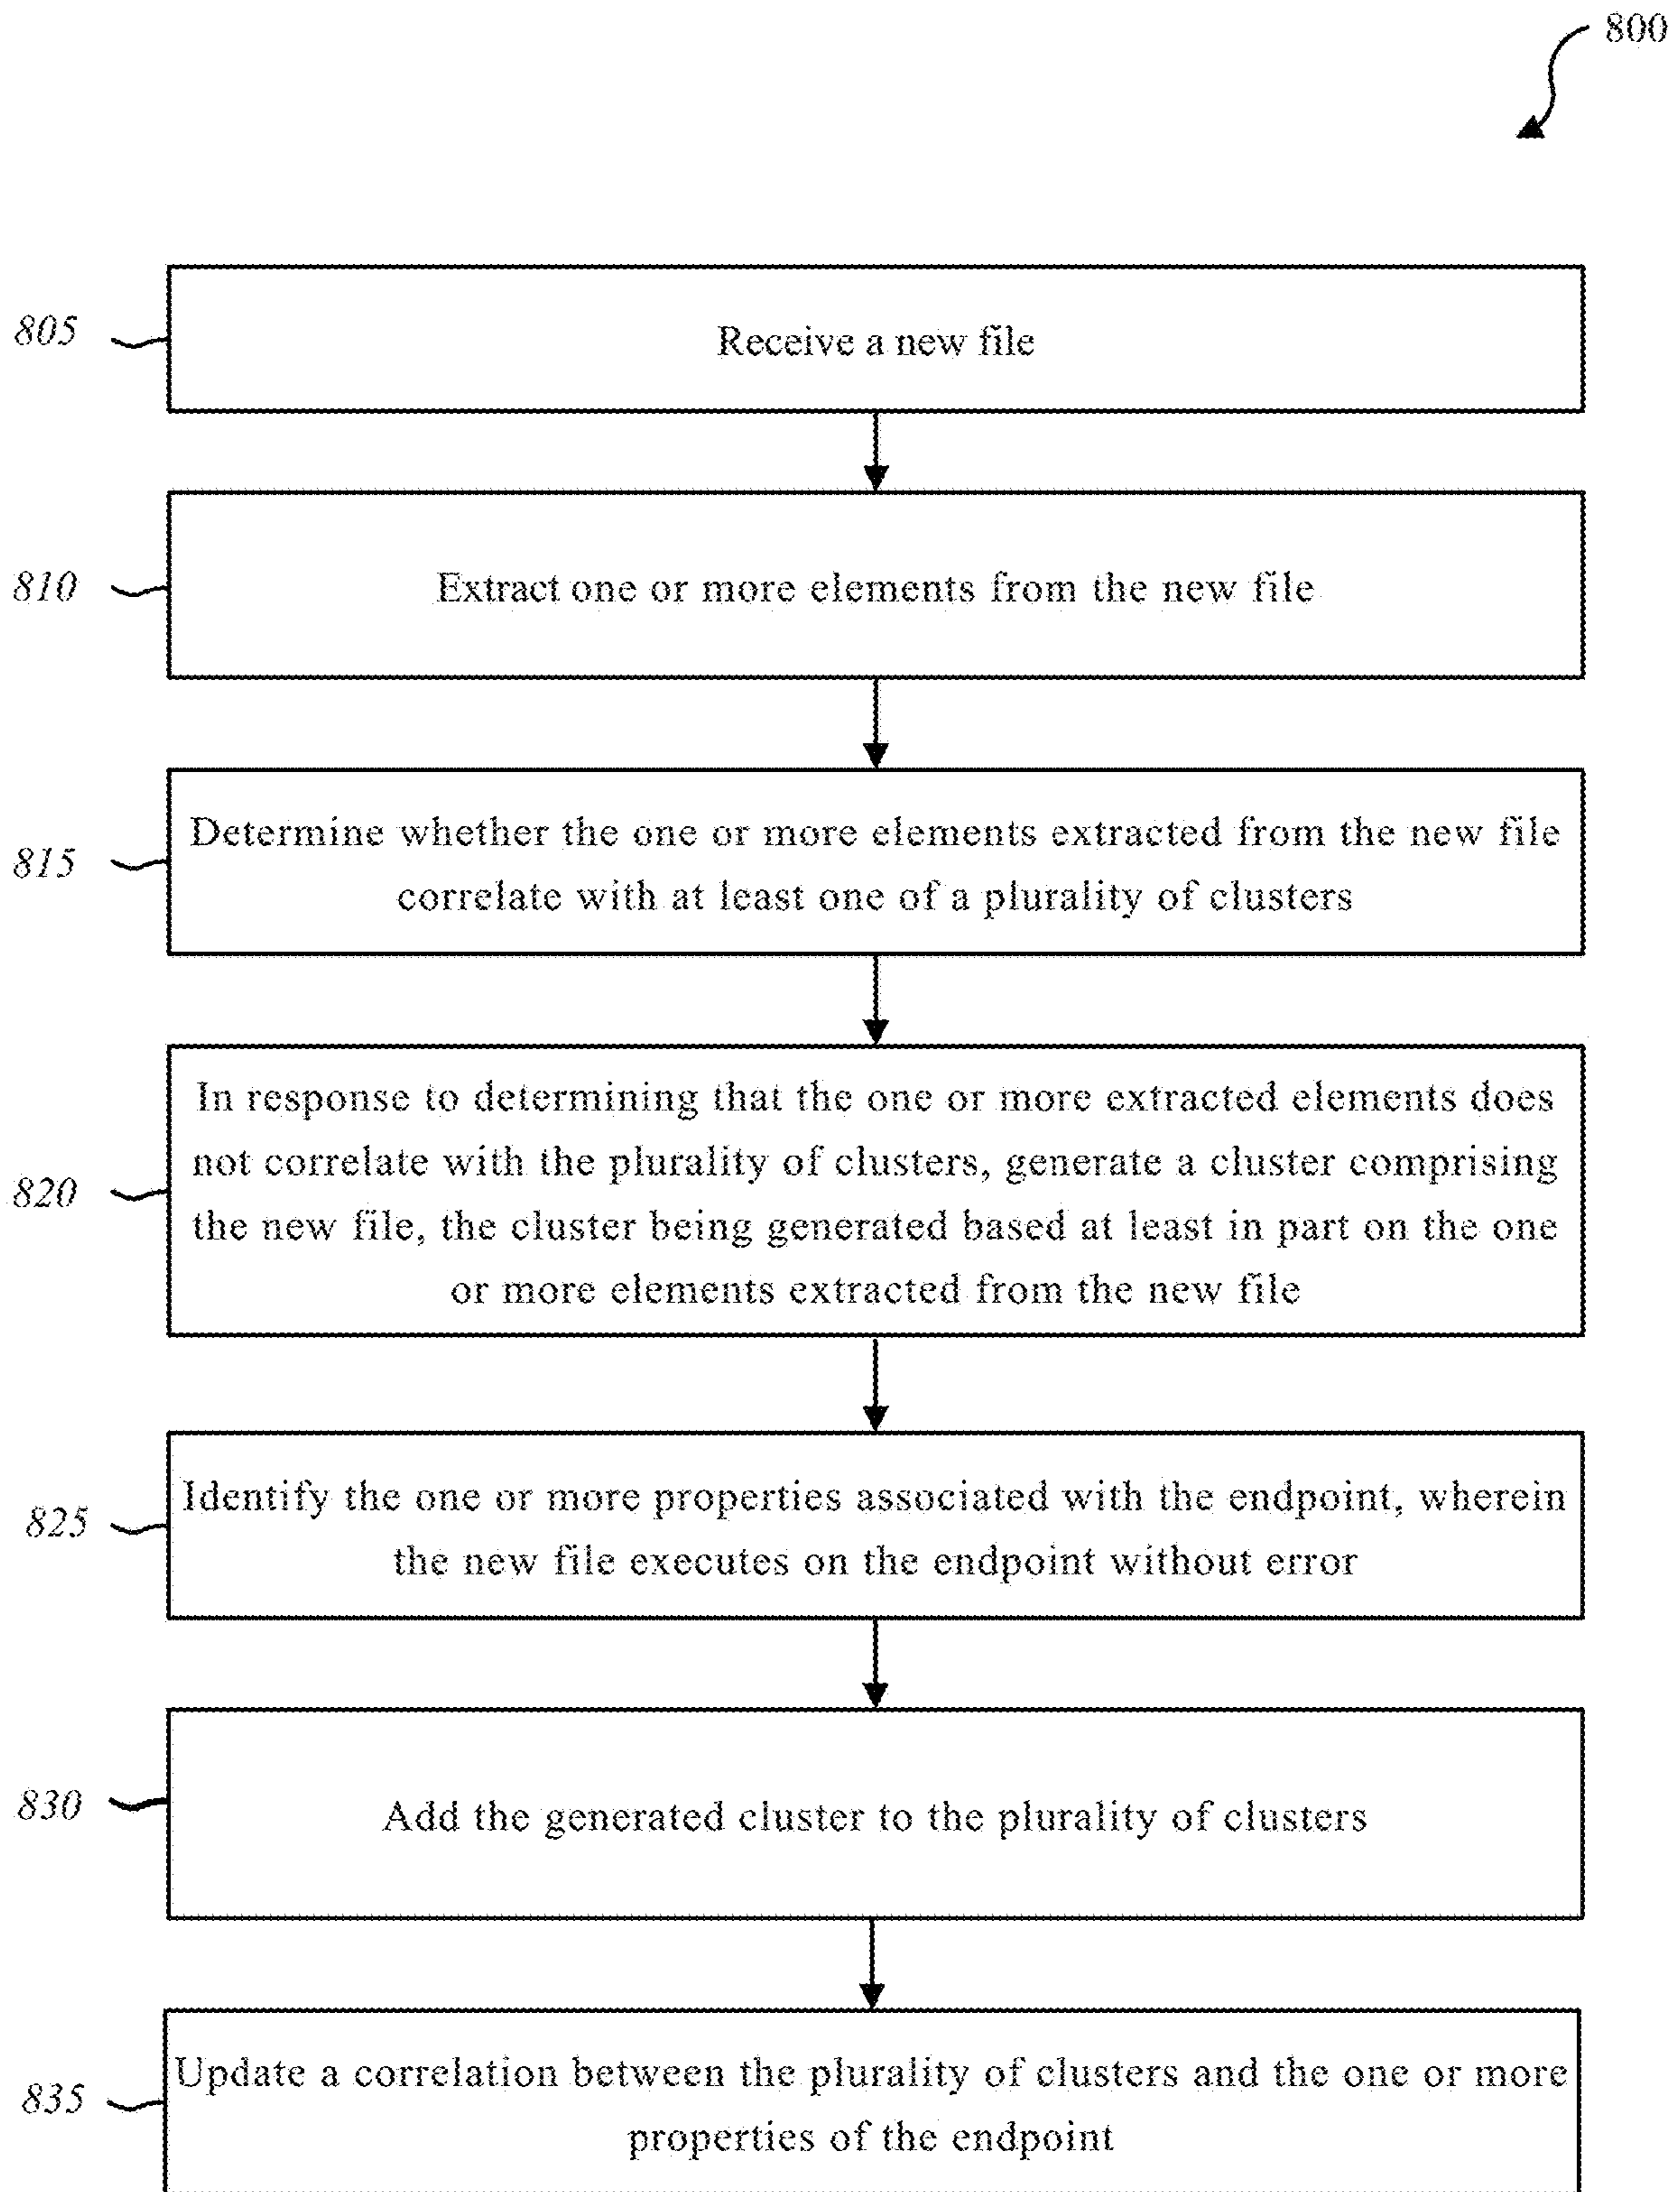 800
805
Receive a new file
810
Extract one or more elements from the new file
815
Determine whether the one or more elements extracted from the new file
correlate with at least one of a plurality of clusters
820
In response to determining that the one or more extracted elements does
not correlate with the plurality of clusters, generate a cluster comprising
the new file, the cluster being generated based at least in part on the one
or more elements extracted from the new file
825
Identify the one or more properties associated with the endpoint, wherein
the new file executes on the endpoint without error
830
Add the generated cluster to the plurality of clusters
835
Update a correlation between the plurality of clusters and the one or more
properties of the endpoint